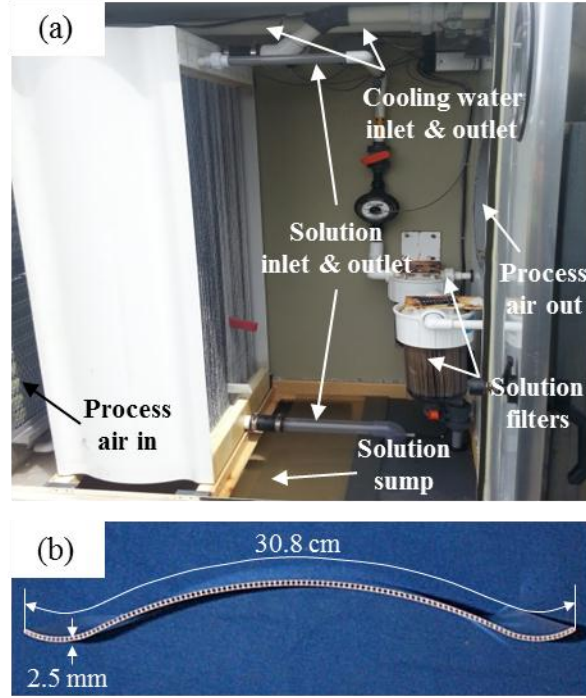 (a)
Cooling water
inlet & outlet
Solution
inlet & outlet
Process
air out
Process
air in
Solution
filters
Solution
sump
(b)
30.8 cm
2.5 mm